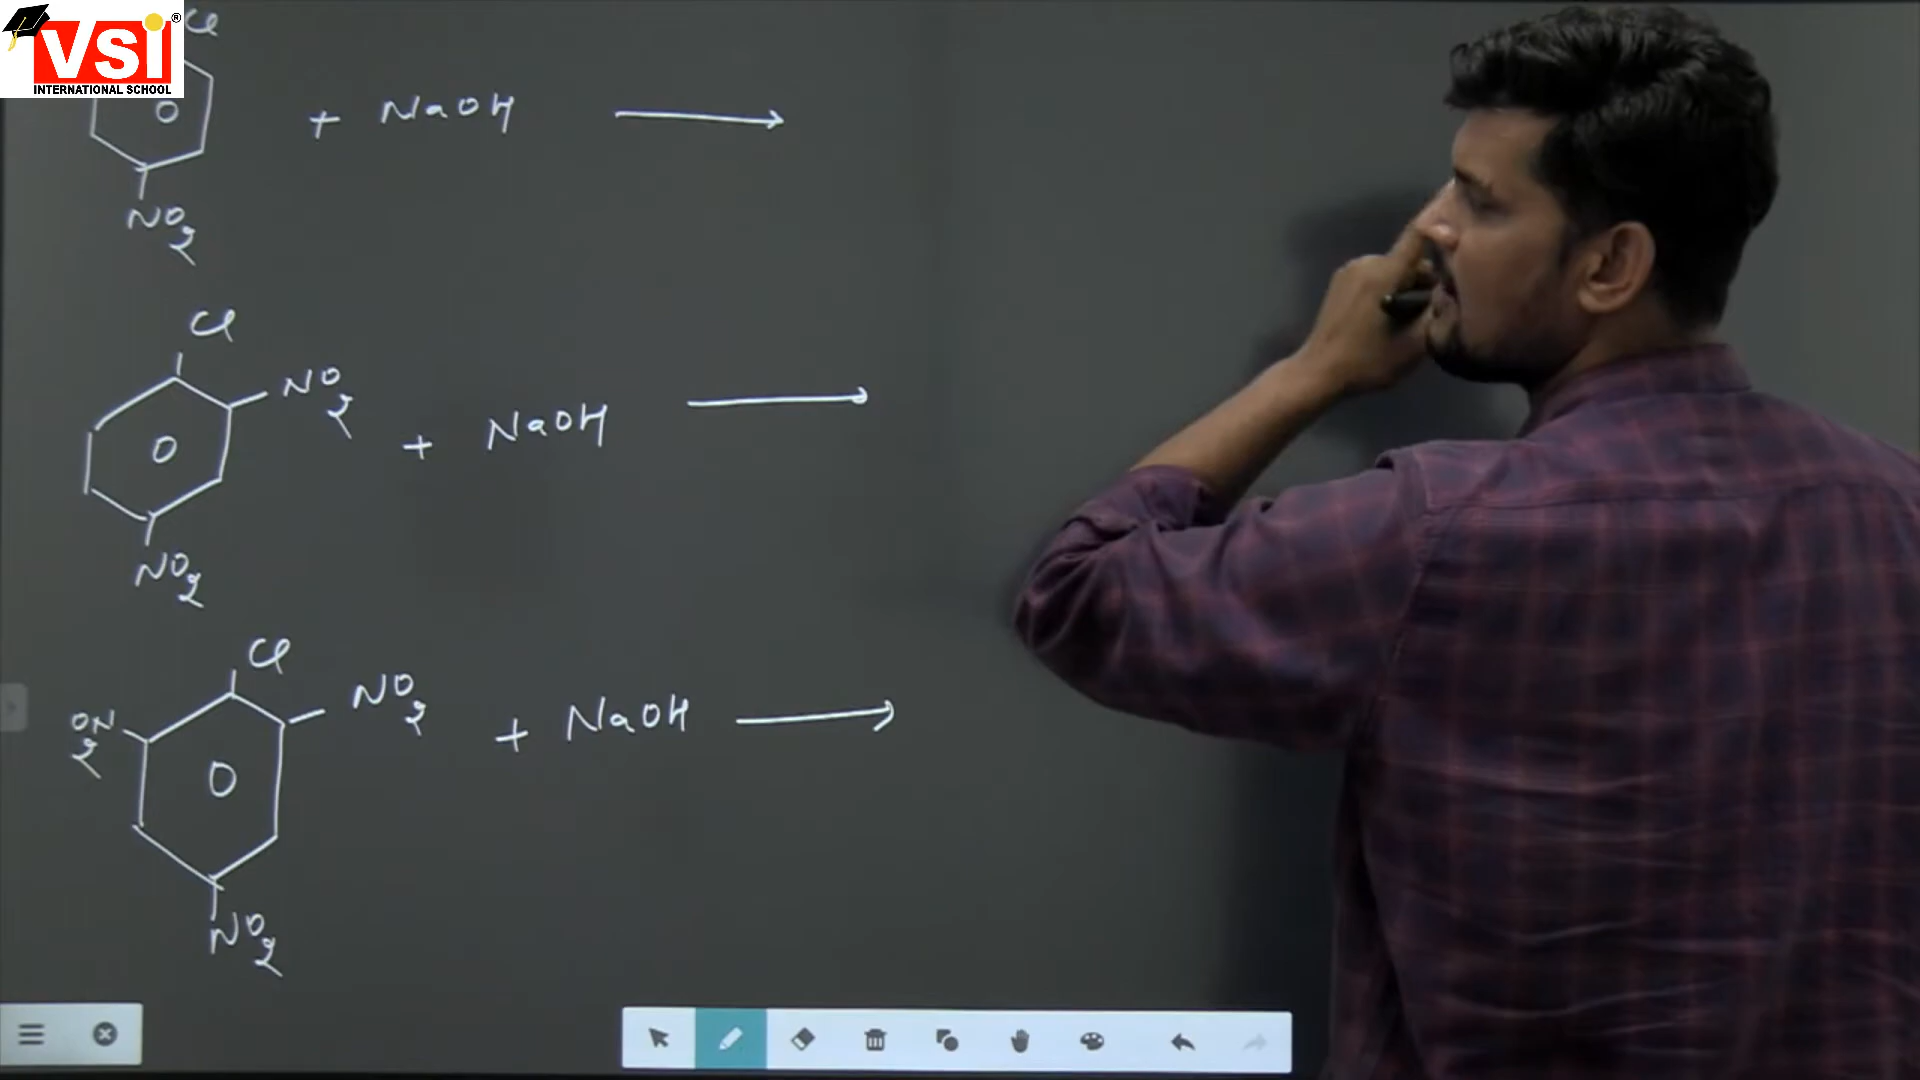 VSI®
INTERNATIONAL SCHOOL
Cl
+ NaOH
NO2
Cl
NO2
+ NaOH
NO2
Cl
O2N
NO2
+ NaOH
NO2